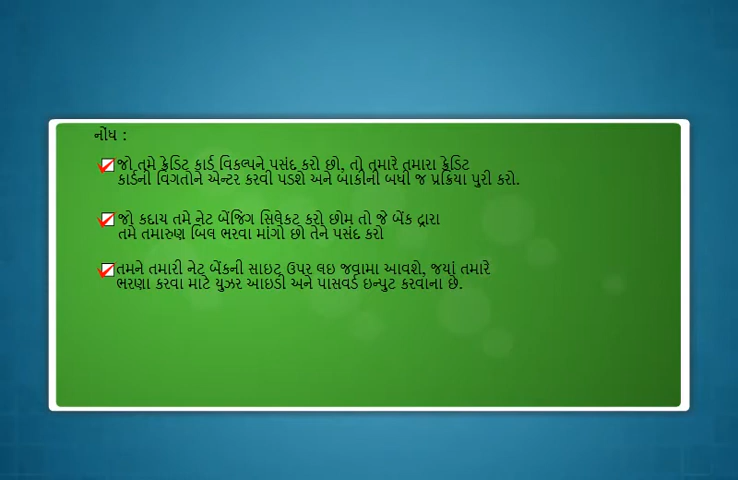 નોંધ :
જો તમે ક્રેડિટ કાર્ડ વિકલ્પને પસંદ કરો છો, તો તમારે તમારા ક્રેડિટ
કાર્ડની વિગતોને એન્ટર કરવી પડશે અને બાકીની બધી જ પ્રક્રિયા પુરી કરો.
જો કદાચ તમે નેટ બેંજિગ સિલેકટ કરો છોમ તો જે બેંક દ્રારા
તમે તમારુણ બિલ ભરવા માંગો છો તેને પસંદ કરો
તમને તમારી નેટ બેંકની સાઇટ ઉપર લઇ જવામા આવશે, જયાં તમારે
ભરણા કરવા માટે યુઝર આઇડી અને પાસવર્ડ ઇન્પુટ કરવાના છે.